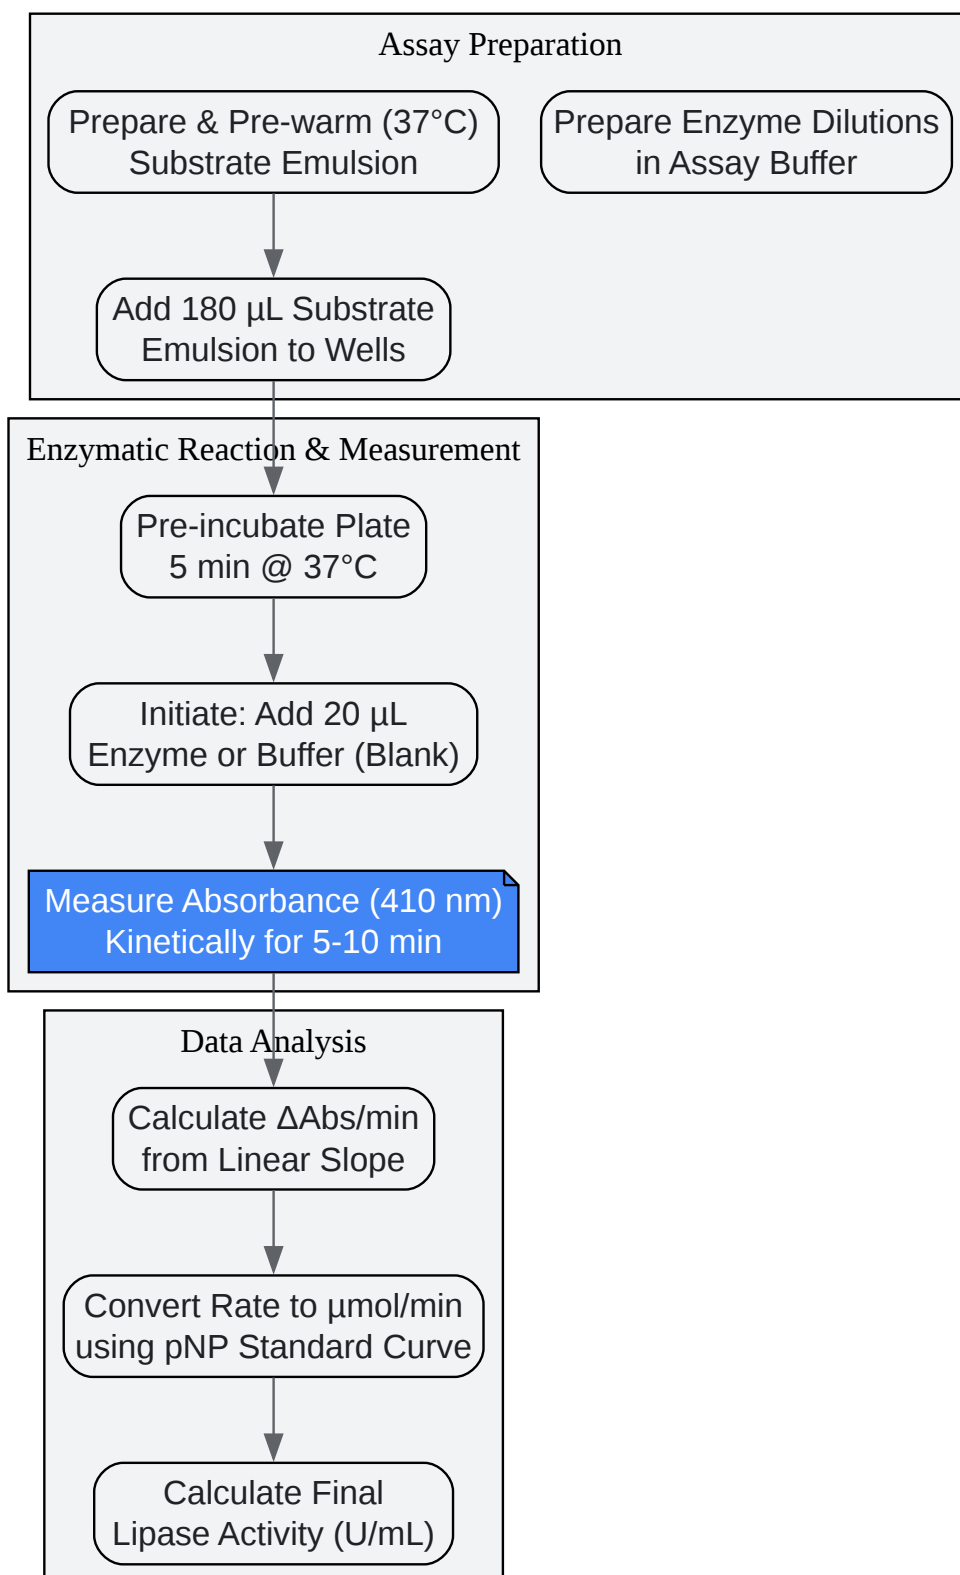 Assay Preparation
Prepare & Pre-warm (37°C)
Substrate Emulsion
Prepare Enzyme Dilutions
in Assay Buffer
Add 180 µL Substrate
Emulsion to Wells
Enzymatic Reaction & Measurement
Pre-incubate Plate
5 min @ 37°C
Initiate: Add 20 µL
Enzyme or Buffer (Blank)
Measure Absorbance (410 nm)
Kinetically for 5-10 min
Data Analysis
Calculate ΔAbs/min
from Linear Slope
Convert Rate to µmol/min
using pNP Standard Curve
Calculate Final
Lipase Activity (U/mL)